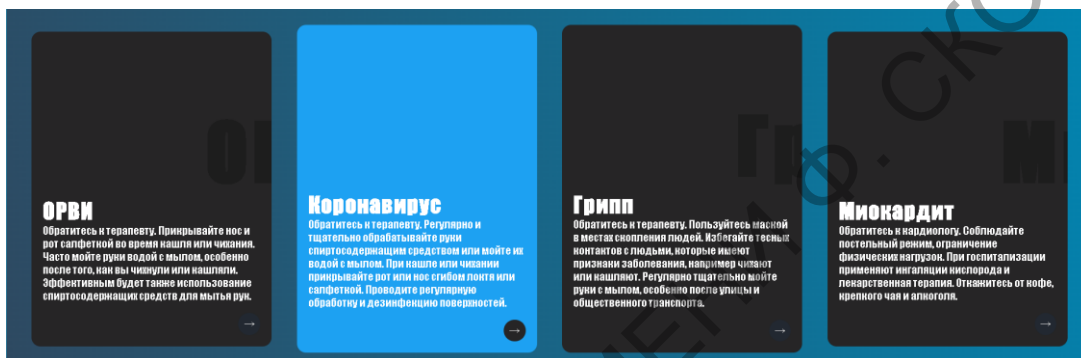 ОРВИ
Обратитесь к терапевту. Прикрывайте нос и
рот салфеткой во время кашля или чихания.
Часто мойте руки водой с мылом, особенно
после того, как вы чихнули или кашляли.
Эффективным будет также использование
спиртосодержащих средств для мытья рук.
→
Коронавирус
Обратитесь к терапевту. Регулярно и
тщательно обрабатывайте руки
спиртосодержащим средством или мойте их
водой с мылом. При кашле или чихании
прикрывайте рот или нос сгибом локтя или
салфеткой. Проводите регулярную
обработку и дезинфекцию поверхностей.
→
Гр
Грипп
Обратитесь к терапевту. Пользуйтесь маской
в местах скопления людей. Избегайте тесных
контактов с людьми, которые имеют
признаки заболевания, например чихают
или кашляют. Регулярно тщательно мойте
руки с мылом, особенно после улицы и
общественного транспорта.
→
Миокардит
Обратитесь к кардиологу. Соблюдайте
постельный режим, ограничение
физических нагрузок. При госпитализации
применяют ингаляции кислорода и
лекарственная терапия. Откажитесь от кофе,
крепкого чая и алкоголя.
→
Ф. СКО